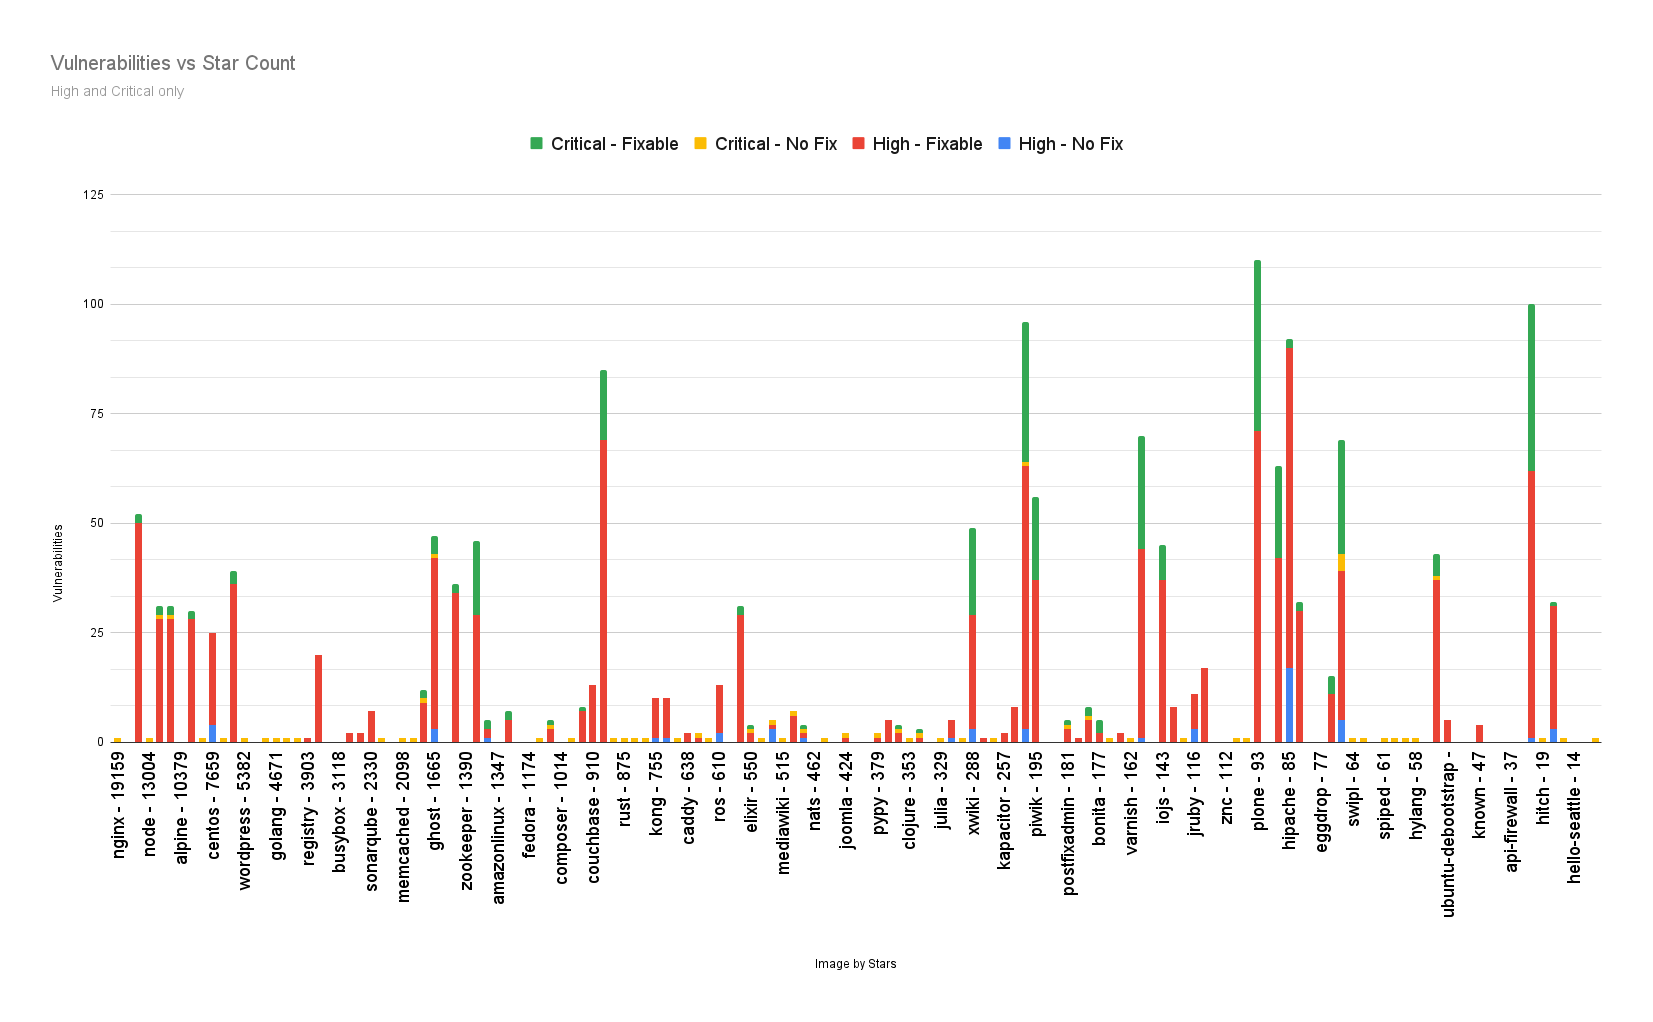 Vulnerabilities vs Star Count
High and Critical only
Critical - Fixable
Critical - No Fix
High - Fixable
High - No Fix
125
100
75
50
25
0
Vulnerabilities
nginx - 19159
node - 13004
alpine - 10379
centos - 7659
wordpress - 5382
golang - 4671
registry - 3903
busybox - 3118
sonarqube - 2330
memcached - 2098
ghost - 1665
zookeeper - 1390
amazonlinux - 1347
fedora - 1174
composer - 1014
couchbase - 910
rust - 875
kong - 755
caddy - 638
ros - 610
elixir - 550
mediawiki - 515
nats - 462
joomla - 424
pypy - 379
clojure - 353
julia - 329
xwiki - 288
kapacitor - 257
piwik - 195
postfixadmin - 181
bonita - 177
varnish - 162
iojs - 143
jruby - 116
znc - 112
plone - 93
hipache - 85
eggdrop - 77
swipl - 64
spiped - 61
hylang - 58
ubuntu-debootstrap -
known - 47
api-firewall - 37
hitch - 19
hello-seattle - 14
Image by Stars